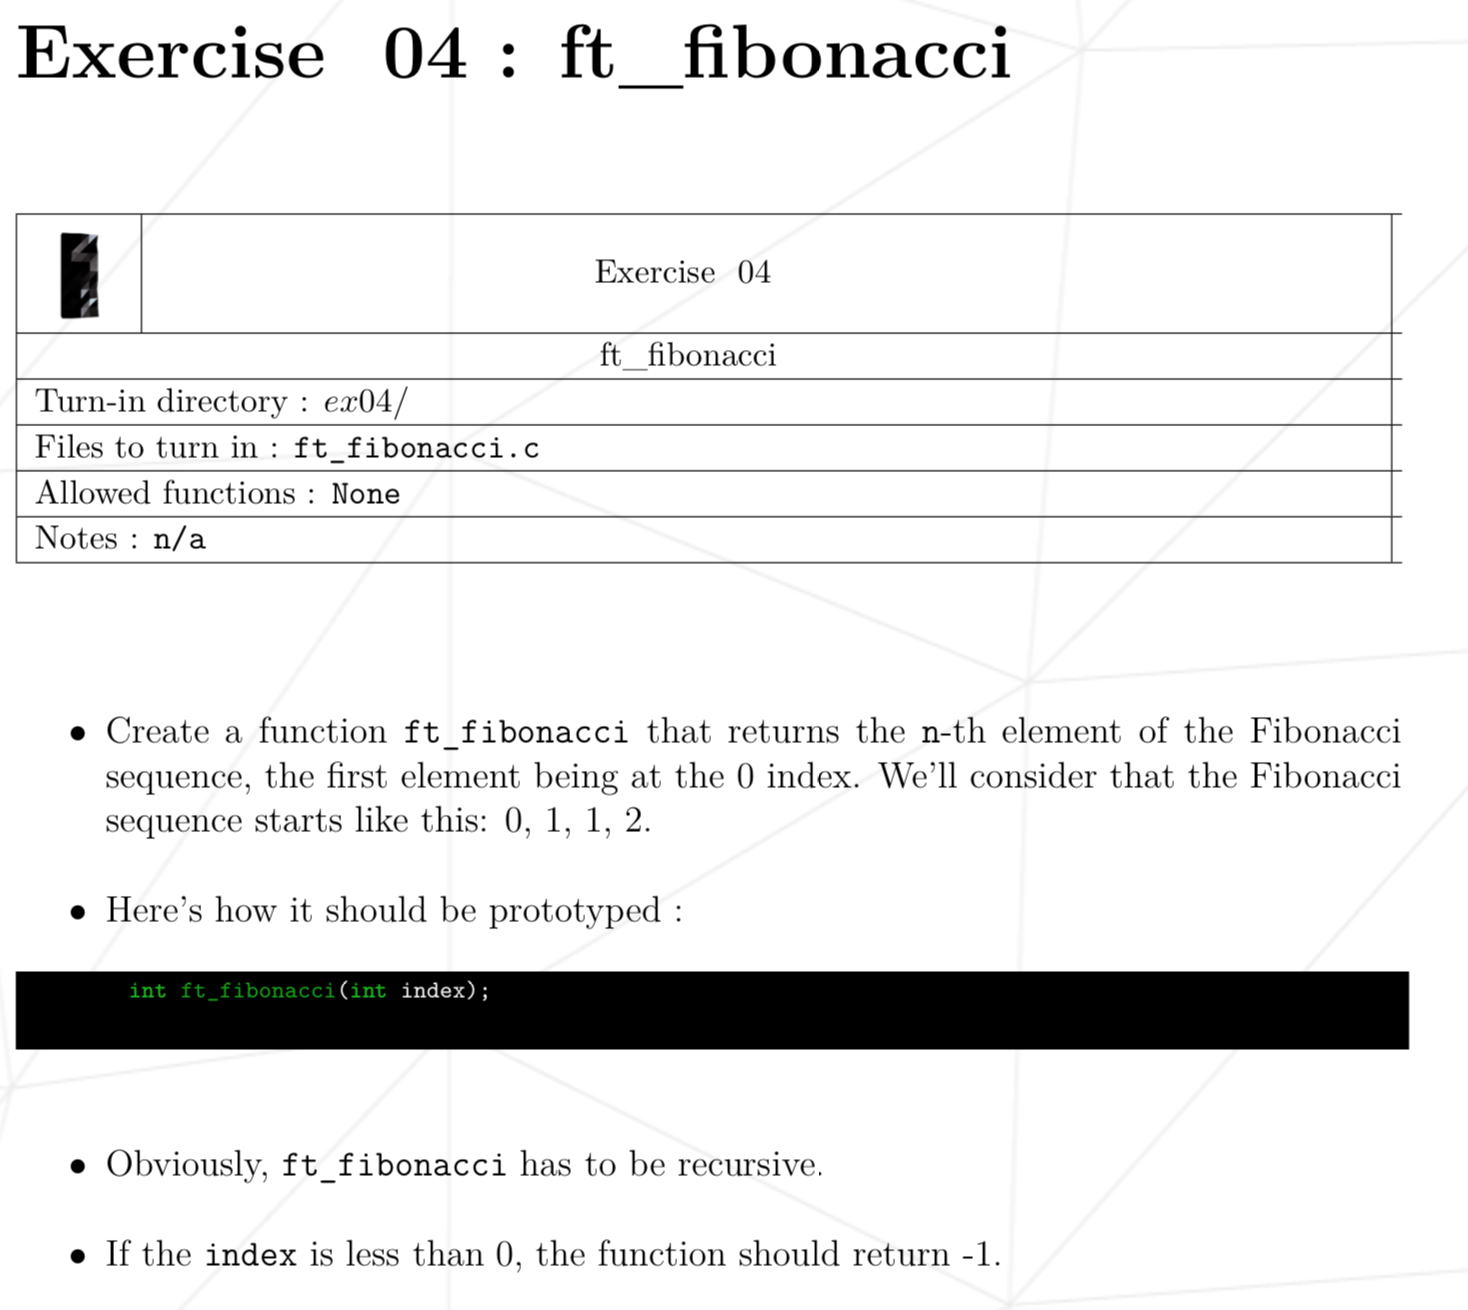 Exercise 04 : ft_fibonacci
Exercise 04
ft_fibonacci
Turn-in directory : ex04/
Files to turn in : ft_fibonacci.c
Allowed functions : None
Notes : n/a
• Create a function ft_fibonacci that returns the n-th element of the Fibonacci
sequence, the first element being at the 0 index. We'll consider that the Fibonacci
sequence starts like this: 0, 1, 1, 2.
• Here's how it should be prototyped :
int ft_fibonacci(int index);
• Obviously, ft_fibonacci has to be recursive.
• If the index is less than 0, the function should return -1.